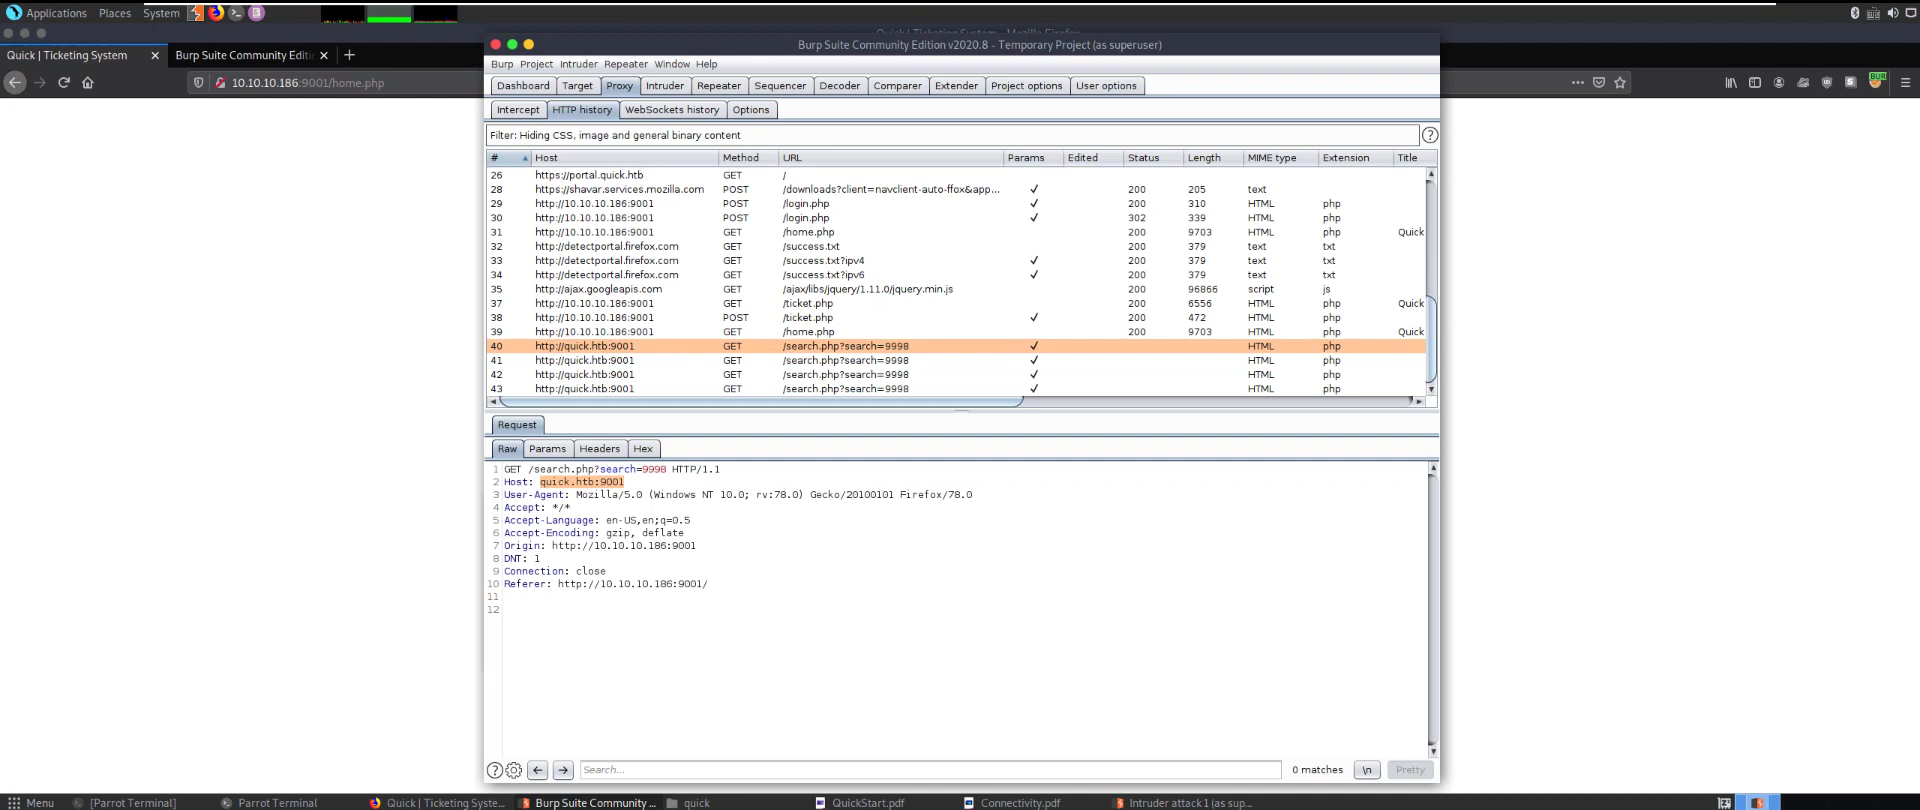 Applications Places System
Quick | Ticketing System
Burp Suite Community Editi
10.10.10.186:9001/home.php
Burp Suite Community Edition v2020.8 - Temporary Project (as superuser)
Burp Project Intruder Repeater Window Help
Dashboard Target Proxy Intruder Repeater Sequencer Decoder Comparer Extender Project options User options
Intercept HTTP history WebSockets history Options
Filter: Hiding CSS, image and general binary content
# Host Method URL Params Edited Status Length MIME type Extension Title
26 https://portal.quick.htb GET /
28 https://shavar.services.mozilla.com POST /downloads?client=navclient-auto-ffox&app... ✓ 200 205 text
29 http://10.10.10.186:9001 POST /login.php ✓ 200 310 HTML php
30 http://10.10.10.186:9001 POST /login.php ✓ 302 339 HTML php
31 http://10.10.10.186:9001 GET /home.php 200 9703 HTML php Quick
32 http://detectportal.firefox.com GET /success.txt 200 379 text txt
33 http://detectportal.firefox.com GET /success.txt?ipv4 ✓ 200 379 text txt
34 http://detectportal.firefox.com GET /success.txt?ipv6 ✓ 200 379 text txt
35 http://ajax.googleapis.com GET /ajax/libs/jquery/1.11.0/jquery.min.js 200 96866 script js
37 http://10.10.10.186:9001 GET /ticket.php 200 6556 HTML php Quick
38 http://10.10.10.186:9001 POST /ticket.php ✓ 200 472 HTML php
39 http://10.10.10.186:9001 GET /home.php 200 9703 HTML php Quick
40 http://quick.htb:9001 GET /search.php?search=9998 ✓ HTML php
41 http://quick.htb:9001 GET /search.php?search=9998 ✓ HTML php
42 http://quick.htb:9001 GET /search.php?search=9998 ✓ HTML php
43 http://quick.htb:9001 GET /search.php?search=9998 ✓ HTML php
Request
Raw Params Headers Hex
1 GET /search.php?search=9998 HTTP/1.1
2 Host: quick.htb:9001
3 User-Agent: Mozilla/5.0 (Windows NT 10.0; rv:78.0) Gecko/20100101 Firefox/78.0
4 Accept: */*
5 Accept-Language: en-US,en;q=0.5
6 Accept-Encoding: gzip, deflate
7 Origin: http://10.10.10.186:9001
8 DNT: 1
9 Connection: close
10 Referer: http://10.10.10.186:9001/
11
12
Search... 0 matches \n Pretty
Menu [Parrot Terminal] Parrot Terminal Quick | Ticketing Syste... Burp Suite Community ... quick QuickStart.pdf Connectivity.pdf Intruder attack 1 (as sup...